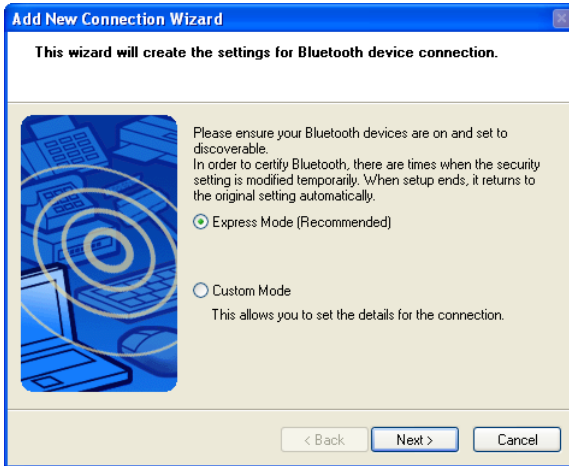 Add New Connection Wizard
This wizard will create the settings for Bluetooth device connection.
Please ensure your Bluetooth devices are on and set to
discoverable.
In order to certify Bluetooth, there are times when the security
setting is modified temporarily. When setup ends, it returns to
the original setting automatically.
Express Mode (Recommended)
Custom Mode
This allows you to set the details for the connection.
< Back Next > Cancel